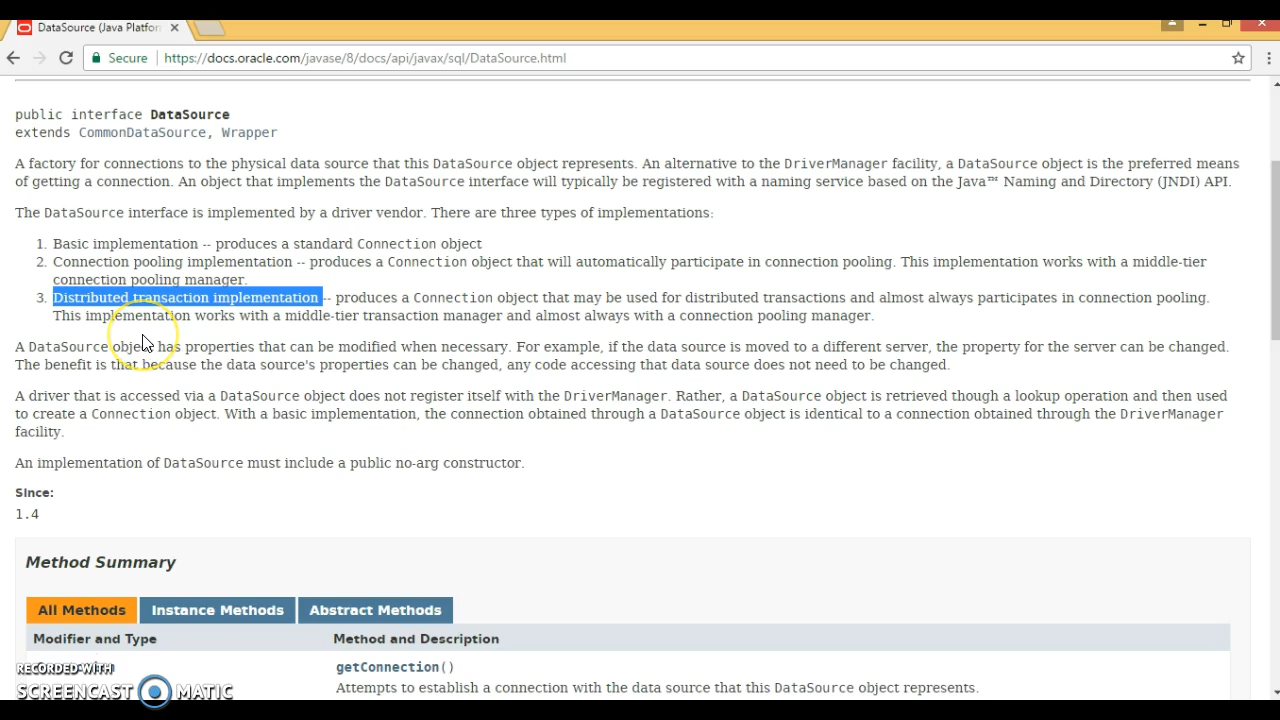 DataSource (Java Platfor
Secure
https://docs.oracle.com/javase/8/docs/api/javax/sql/DataSource.html
public interface DataSource
extends CommonDataSource, Wrapper
A factory for connections to the physical data source that this DataSource object represents. An alternative to the DriverManager facility, a DataSource object is the preferred means
of getting a connection. An object that implements the DataSource interface will typically be registered with a naming service based on the Java™ Naming and Directory (JNDI) API.
The DataSource interface is implemented by a driver vendor. There are three types of implementations:
1. Basic implementation -- produces a standard Connection object
2. Connection pooling implementation -- produces a Connection object that will automatically participate in connection pooling. This implementation works with a middle-tier
connection pooling manager.
3. Distributed transaction implementation -- produces a Connection object that may be used for distributed transactions and almost always participates in connection pooling.
This implementation works with a middle-tier transaction manager and almost always with a connection pooling manager.
A DataSource object has properties that can be modified when necessary. For example, if the data source is moved to a different server, the property for the server can be changed.
The benefit is that because the data source's properties can be changed, any code accessing that data source does not need to be changed.
A driver that is accessed via a DataSource object does not register itself with the DriverManager. Rather, a DataSource object is retrieved though a lookup operation and then used
to create a Connection object. With a basic implementation, the connection obtained through a DataSource object is identical to a connection obtained through the DriverManager
facility.
An implementation of DataSource must include a public no-arg constructor.
Since:
1.4
Method Summary
All Methods
Instance Methods
Abstract Methods
Modifier and Type
Method and Description
getConnection()
Attempts to establish a connection with the data source that this DataSource object represents.
RECORDED WITH
SCREENCAST MATIC